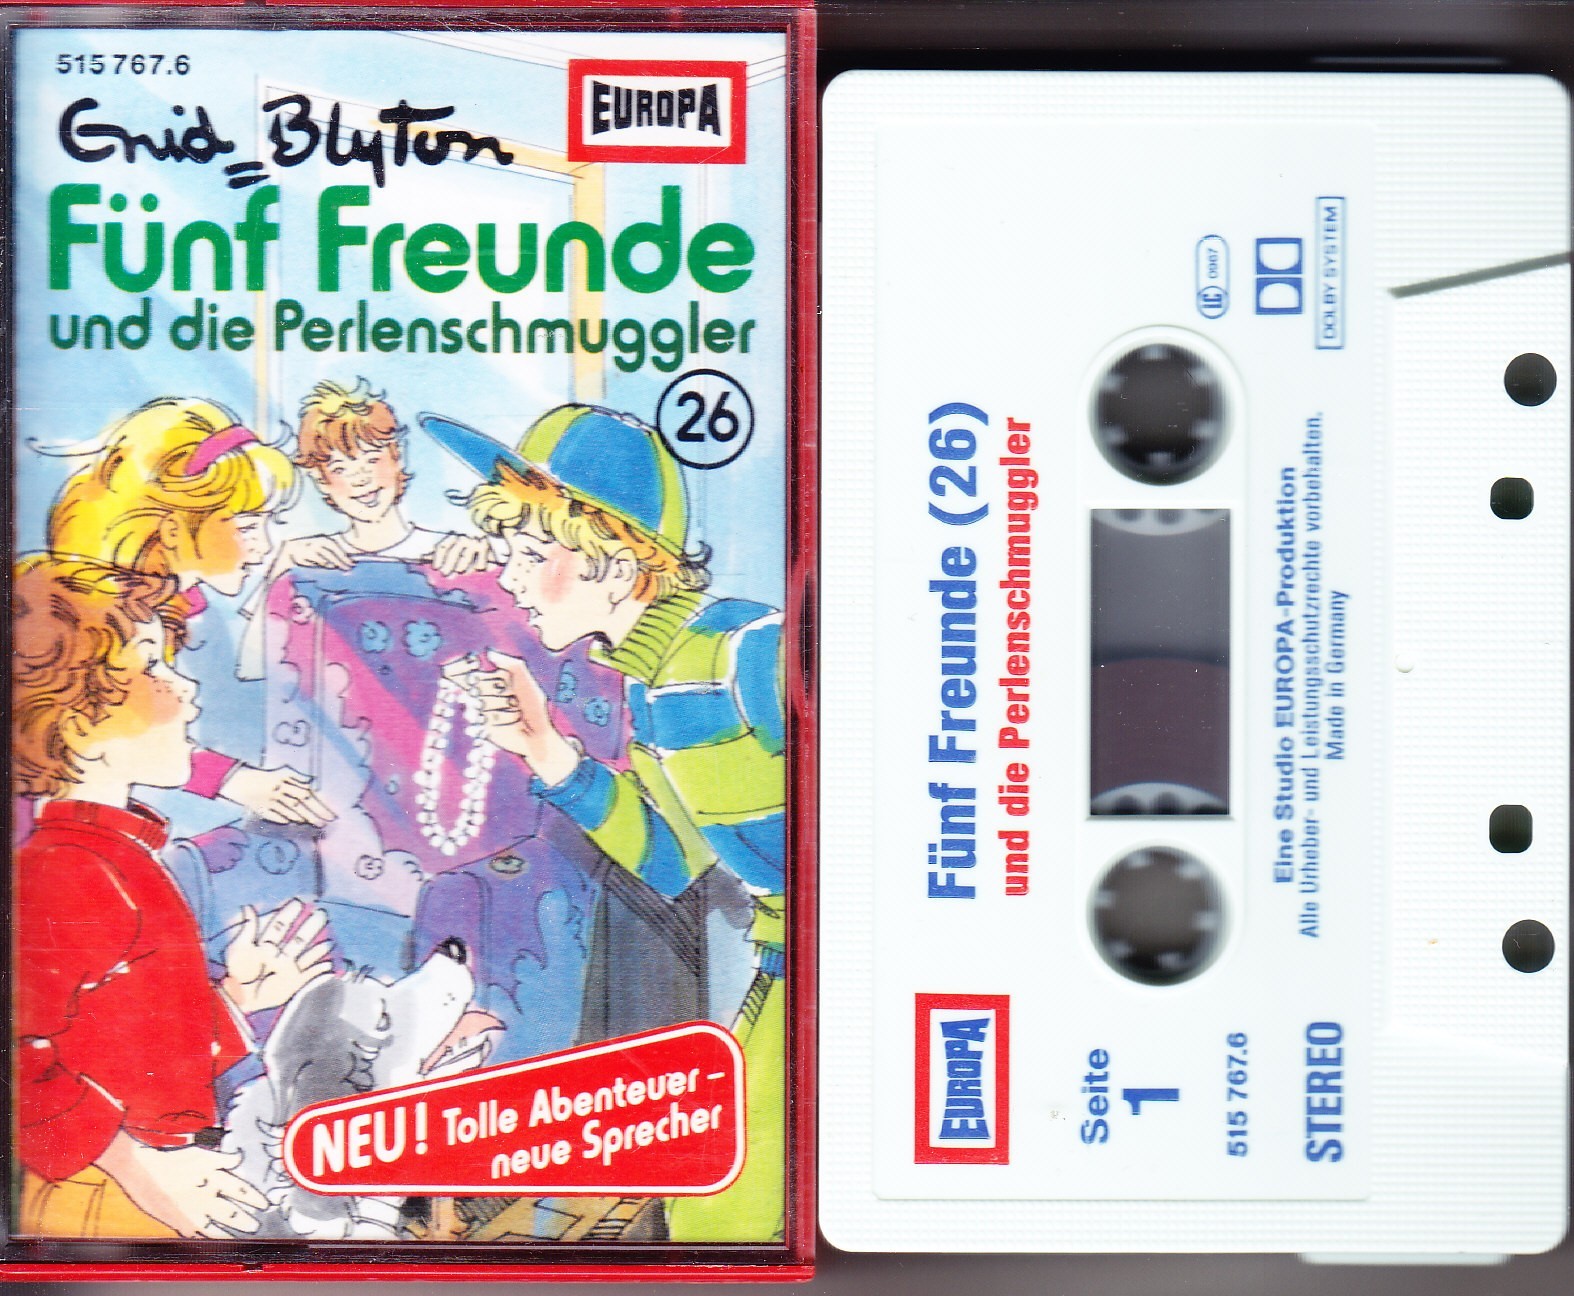 515 767.6
EUROPA
Enid Blyton
Fünf Freunde
und die Perlenschmuggler
26
NEU! Tolle Abenteuer –
neue Sprecher
Fünf Freunde (26)
und die Perlenschmuggler
EUROPA
Seite
1
515 767.6
STEREO
LC 0967
DOLBY SYSTEM
Eine Studio EUROPA-Produktion
Alle Urheber- und Leistungsschutzrechte vorbehalten.
Made in Germany